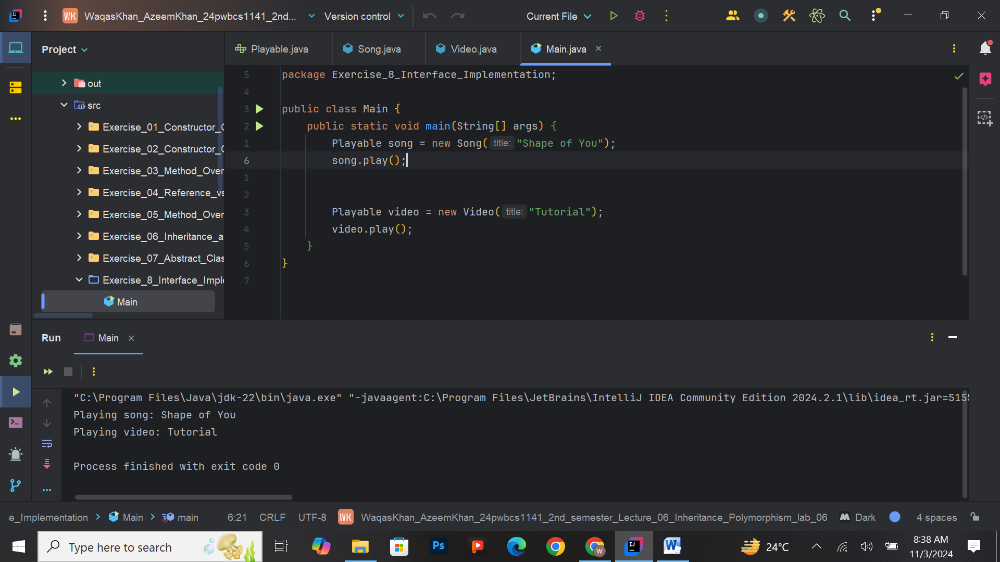 WK WaqasKhan_AzeemKhan_24pwbcs1141_2nd... Version control Current File
Project
Playable.java Song.java Video.java Main.java
out
src
Exercise_01_Constructor_C
Exercise_02_Constructor_C
Exercise_03_Method_Over
Exercise_04_Reference_vs
Exercise_05_Method_Over
Exercise_06_Inheritance_a
Exercise_07_Abstract_Clas
Exercise_8_Interface_Imple
Main
5 package Exercise_8_Interface_Implementation;
4
3 public class Main {
2 public static void main(String[] args) {
1 Playable song = new Song( title: "Shape of You");
6 song.play();
1
2
3 Playable video = new Video( title: "Tutorial");
4 video.play();
5 }
6 }
7
Run Main
"C:\Program Files\Java\jdk-22\bin\java.exe" "-javaagent:C:\Program Files\JetBrains\IntelliJ IDEA Community Edition 2024.2.1\lib\idea_rt.jar=5155
Playing song: Shape of You
Playing video: Tutorial
Process finished with exit code 0
e_Implementation Main main 6:21 CRLF UTF-8 WK WaqasKhan_AzeemKhan_24pwbcs1141_2nd_semester_Lecture_06_Inheritance_Polymorphism_lab_06 Dark 4 spaces
Type here to search
Ps
24°C
8:38 AM
11/3/2024